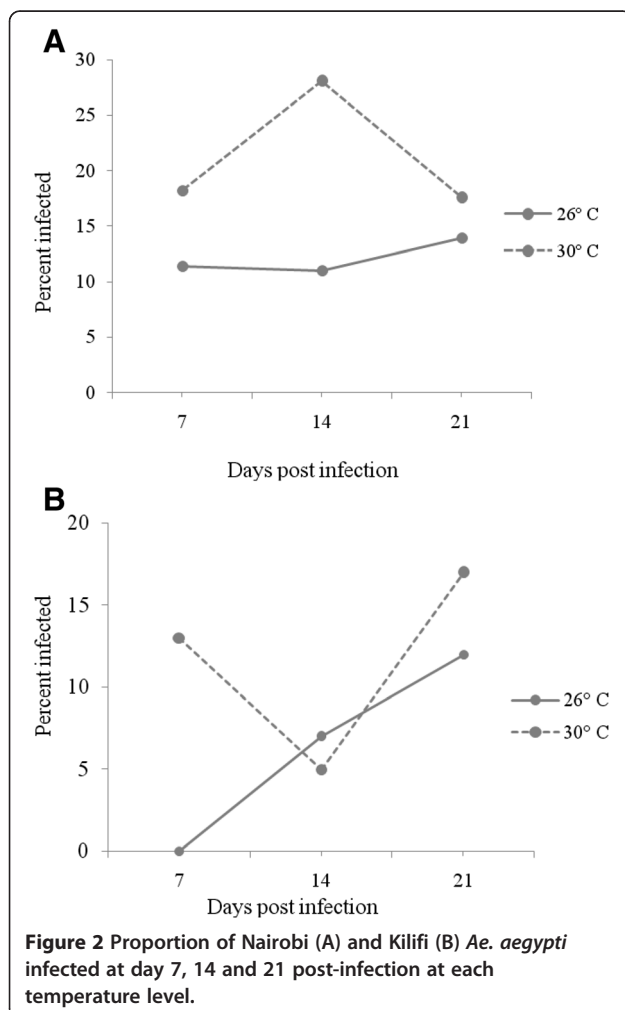 A
30
25
20
15
10
5
0
Percent infected
7 14 21
Days post infection
26° C
30° C
B
20
15
10
5
0
Percent infected
7 14 21
Days post infection
26° C
30° C
Figure 2 Proportion of Nairobi (A) and Kilifi (B) Ae. aegypti
infected at day 7, 14 and 21 post-infection at each
temperature level.